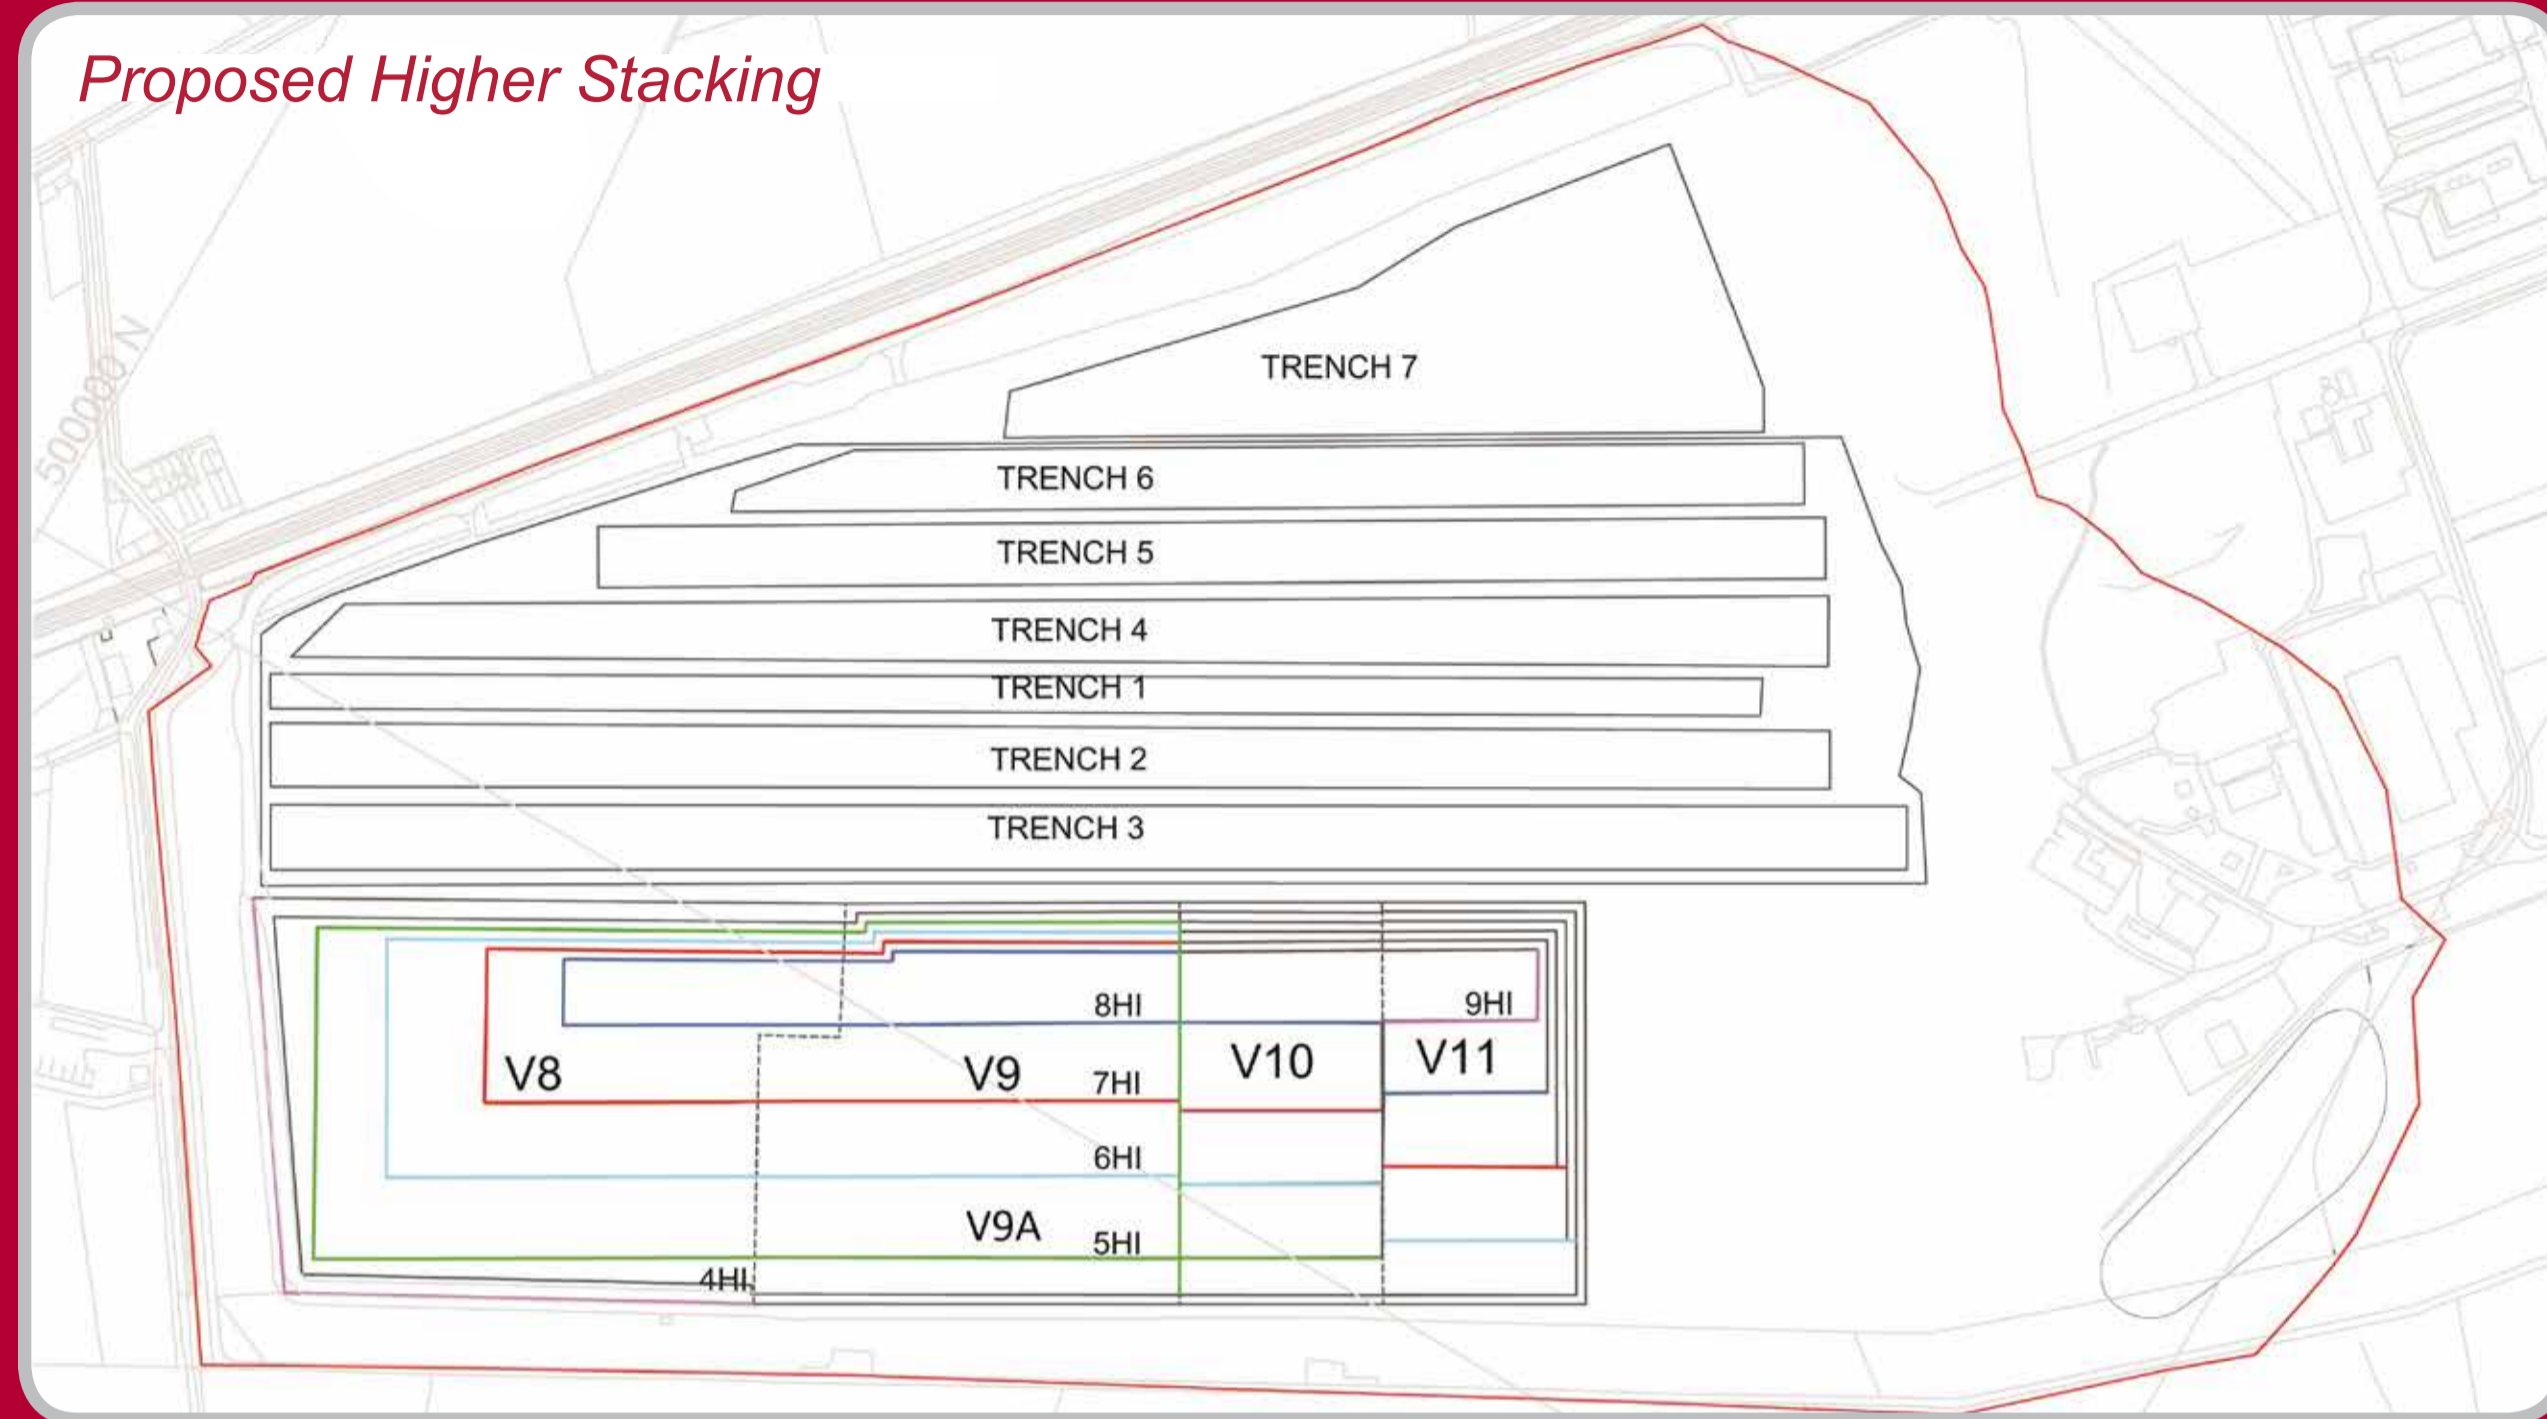 Proposed Higher Stacking
500000 N
TRENCH 7
TRENCH 6
TRENCH 5
TRENCH 4
TRENCH 1
TRENCH 2
TRENCH 3
8HI
9HI
V8
V9
7HI
V10
V11
6HI
V9A
5HI
4HI